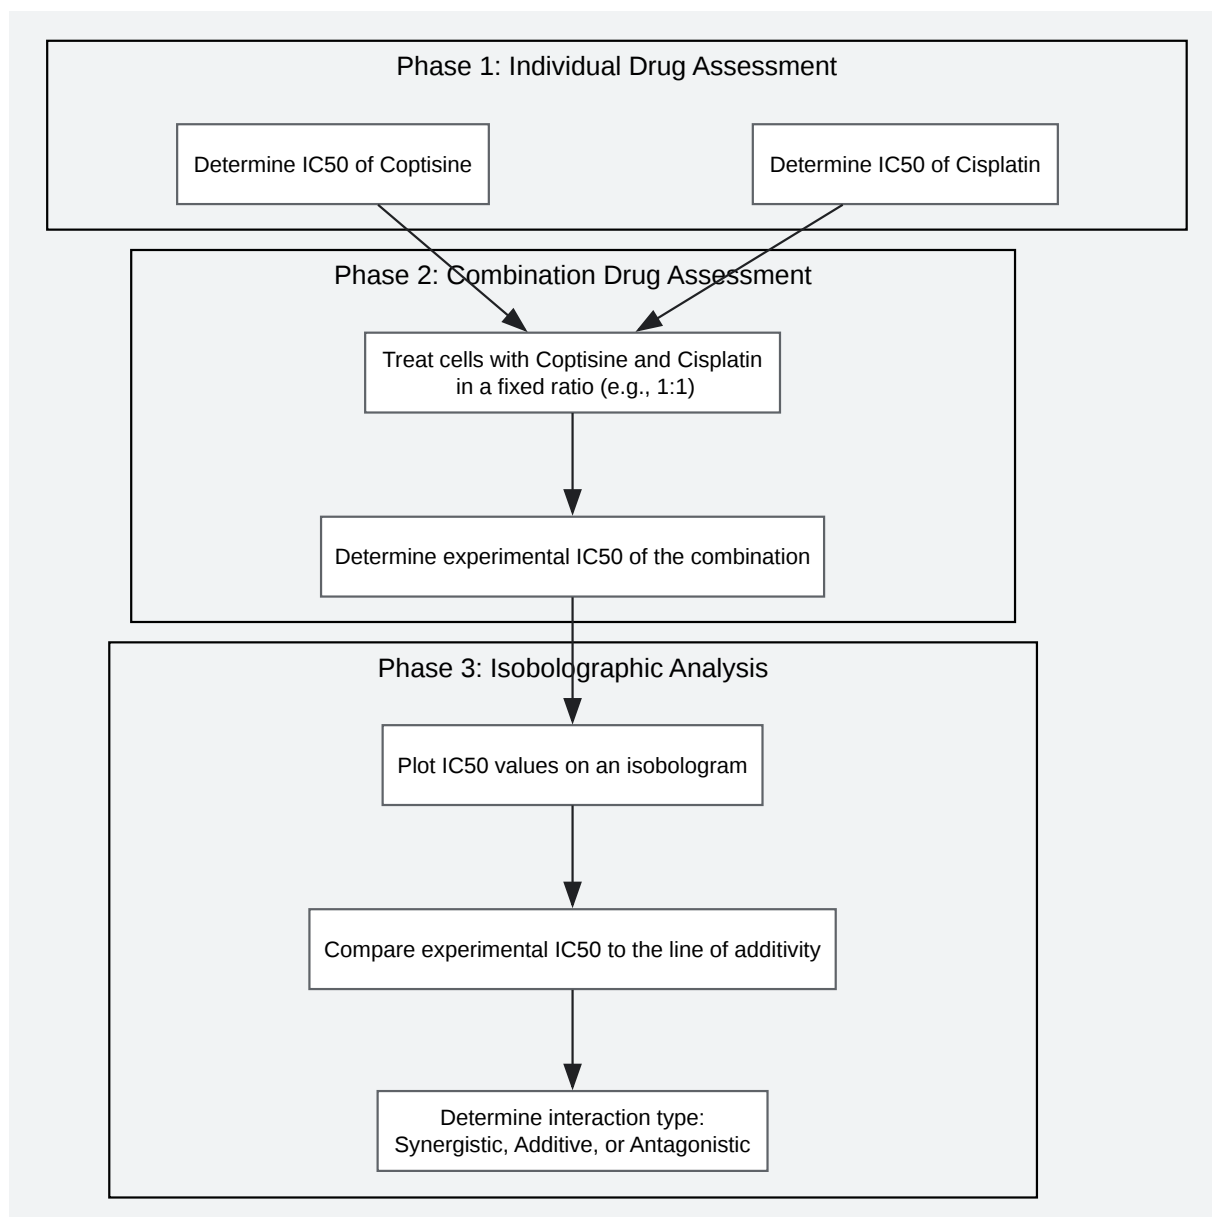 Phase 1: Individual Drug Assessment
Determine IC50 of Coptisine
Determine IC50 of Cisplatin
Phase 2: Combination Drug Assessment
Treat cells with Coptisine and Cisplatin
in a fixed ratio (e.g., 1:1)
Determine experimental IC50 of the combination
Phase 3: Isobolographic Analysis
Plot IC50 values on an isobologram
Compare experimental IC50 to the line of additivity
Determine interaction type:
Synergistic, Additive, or Antagonistic